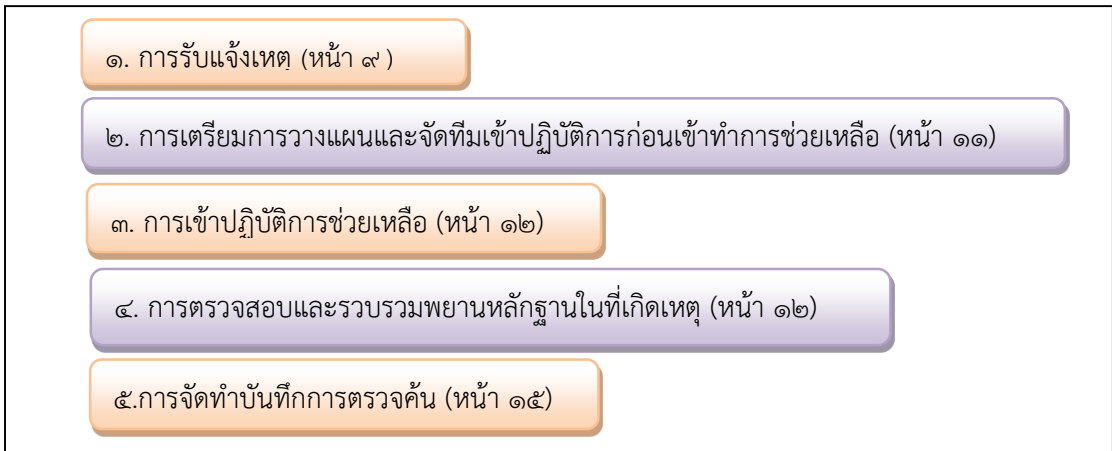 ๑. การรับแจ้งเหตุ (หน้า ๙ )
๒. การเตรียมการวางแผนและจัดทีมเข้าปฏิบัติการก่อนเข้าทำการช่วยเหลือ (หน้า ๑๑)
๓. การเข้าปฏิบัติการช่วยเหลือ (หน้า ๑๒)
๔. การตรวจสอบและรวบรวมพยานหลักฐานในที่เกิดเหตุ (หน้า ๑๒)
๕.การจัดทำบันทึกการตรวจค้น (หน้า ๑๕)